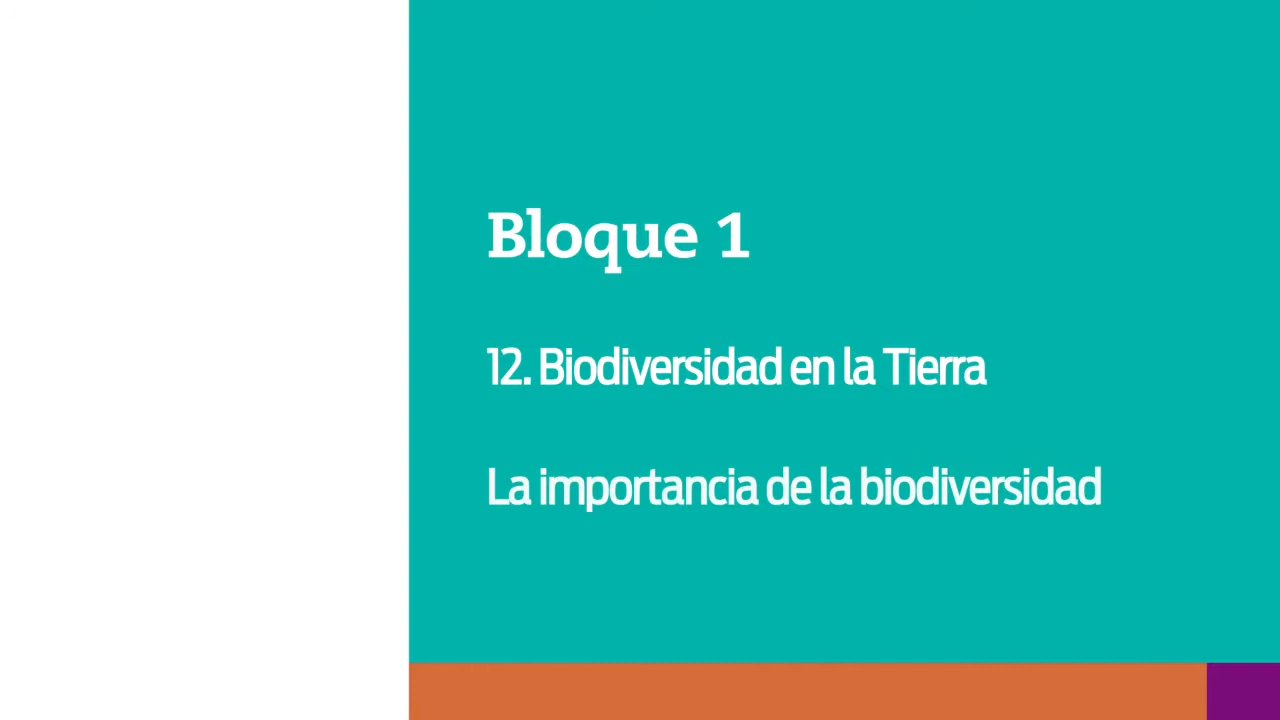 Bloque 1
12. Biodiversidad en la Tierra
La importancia de la biodiversidad